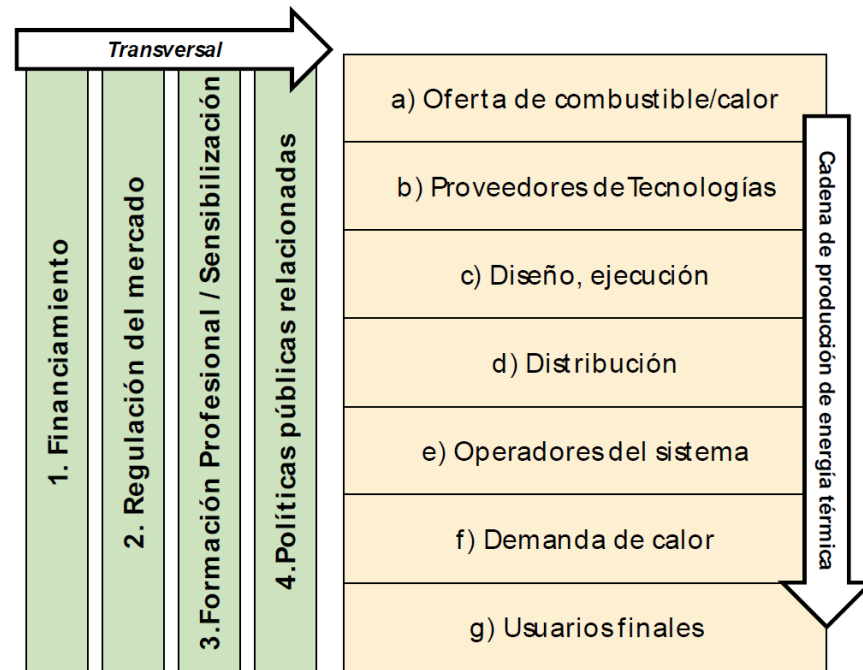 Transversal
1. Financiamiento
2. Regulación del mercado
3.Formación Profesional / Sensibilización
4.Políticas públicas relacionadas
a) Oferta de combustible/calor
b) Proveedores de Tecnologías
c) Diseño, ejecución
d) Distribución
e) Operadores del sistema
f) Demanda de calor
g) Usuarios finales
Cadena de producción de energía térmica